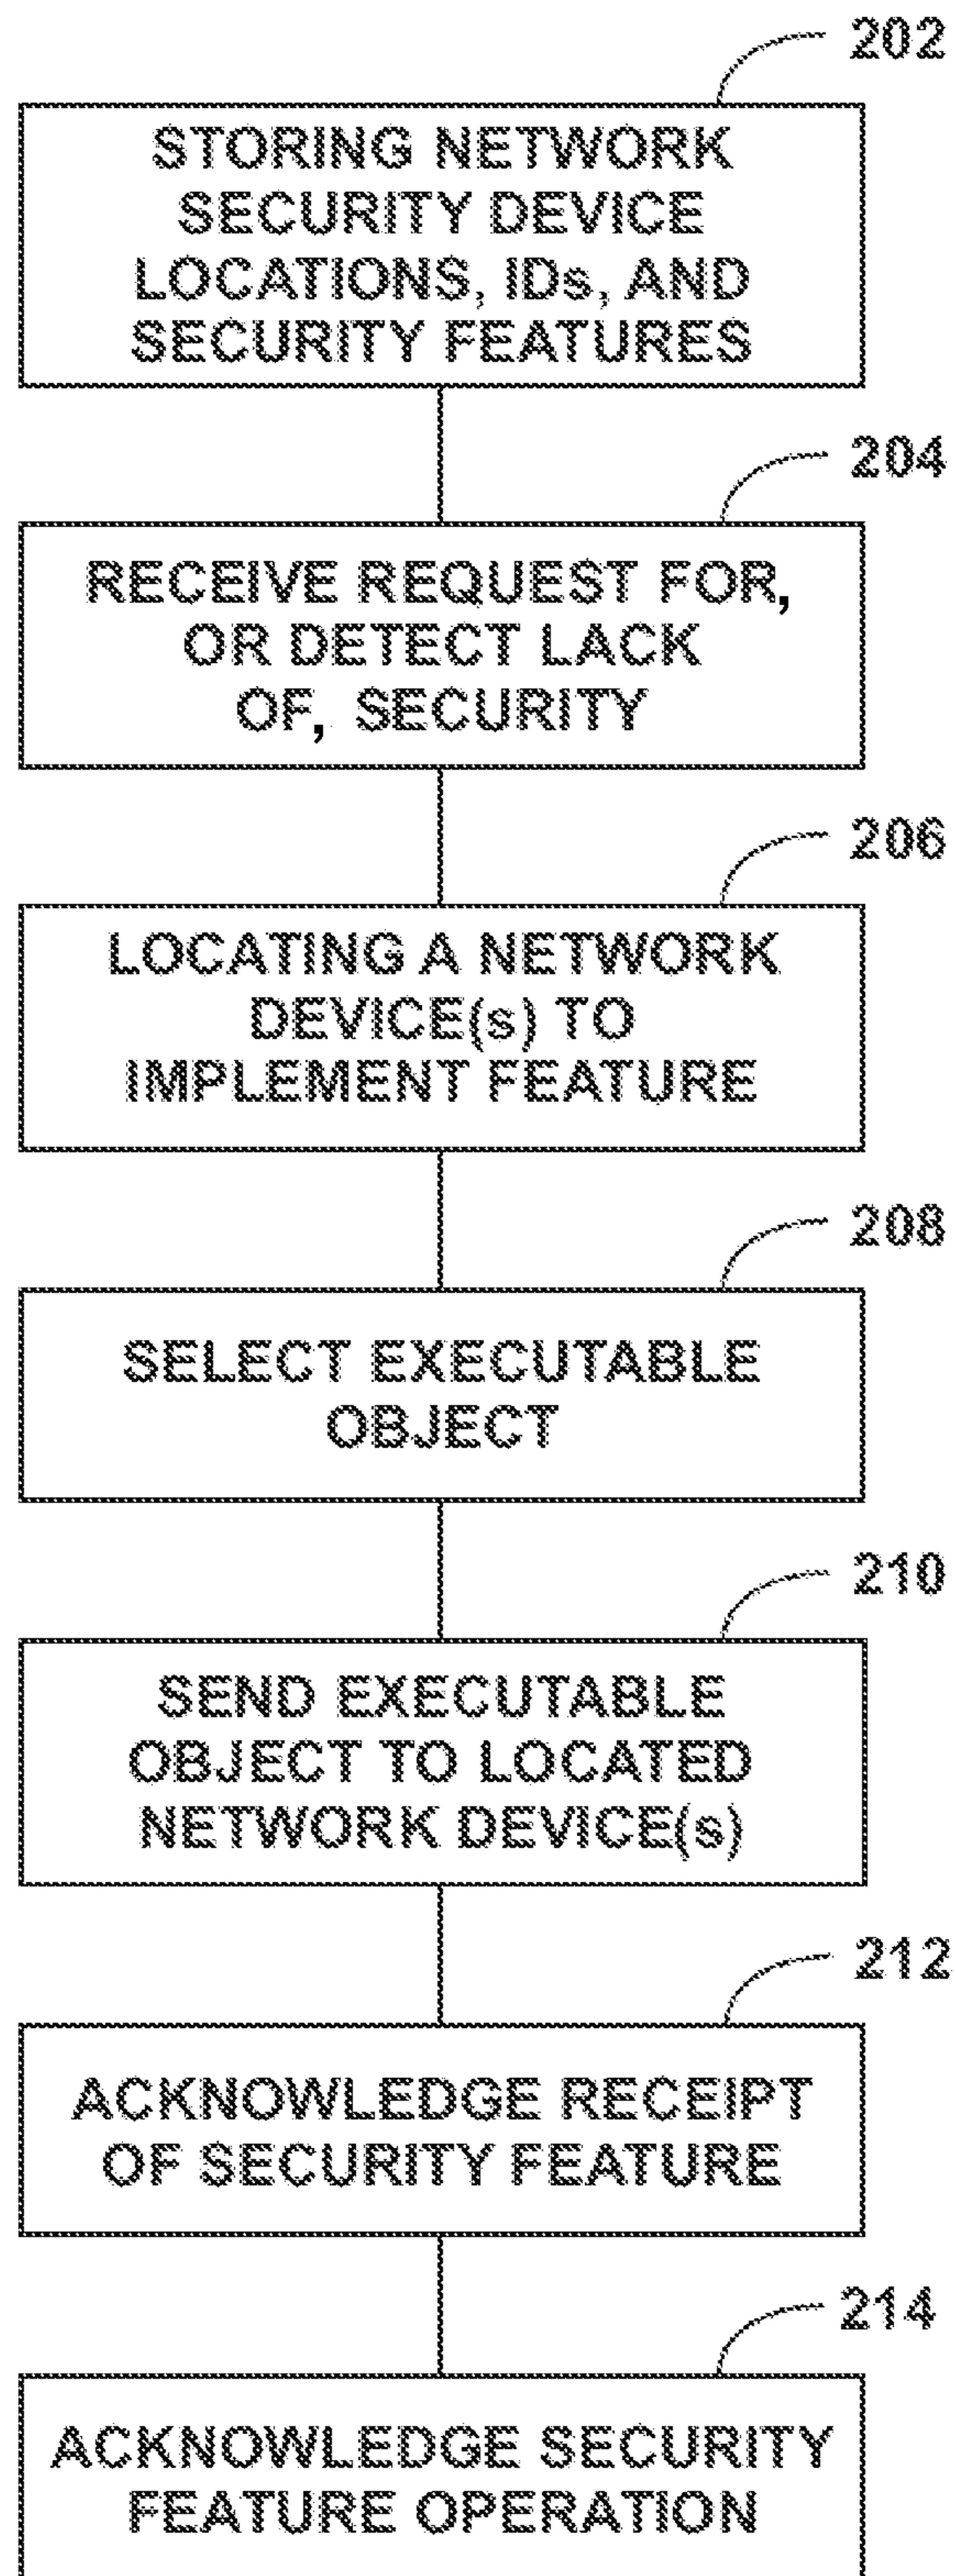 202
STORING NETWORK
SECURITY DEVICE
LOCATIONS, IDs, AND
SECURITY FEATURES
204
RECEIVE REQUEST FOR,
OR DETECT LACK
OF, SECURITY
206
LOCATING A NETWORK
DEVICE(s) TO
IMPLEMENT FEATURE
208
SELECT EXECUTABLE
OBJECT
210
SEND EXECUTABLE
OBJECT TO LOCATED
NETWORK DEVICE(s)
212
ACKNOWLEDGE RECEIPT
OF SECURITY FEATURE
214
ACKNOWLEDGE SECURITY
FEATURE OPERATION